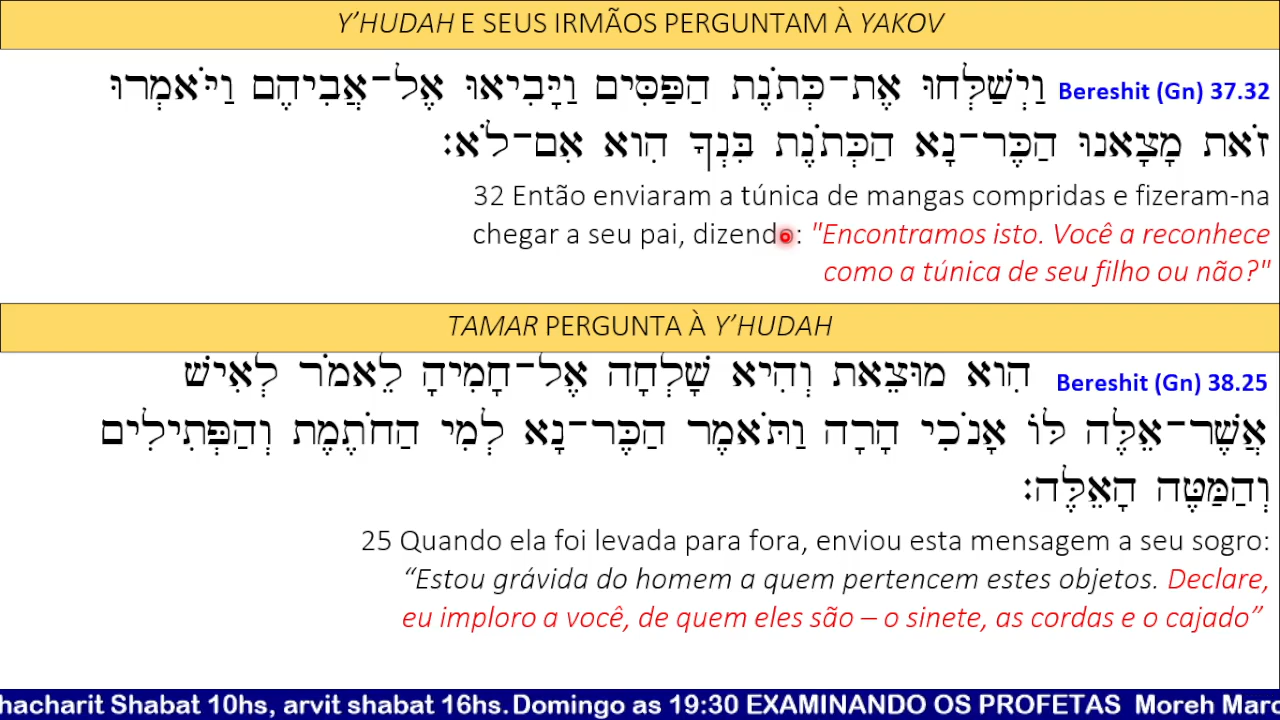 Y’HUDAH E SEUS IRMÃOS PERGUNTAM À YAKOV
Bereshit (Gn) 37.32 וַיְשַׁלְּחוּ אֶת־כְּתֹנֶת הַפַּסִּים וַיָּבִיאוּ אֶל־אֲבִיהֶם וַיֹּאמְרוּ
זֹאת מָצָאנוּ הַכֶּר־נָא הַכְּתֹנֶת בִּנְךָ הִוא אִם־לֹא׃
32 Então enviaram a túnica de mangas compridas e fizeram-na
chegar a seu pai, dizendo: "Encontramos isto. Você a reconhece
como a túnica de seu filho ou não?"
TAMAR PERGUNTA À Y’HUDAH
Bereshit (Gn) 38.25 הִוא מוּצֵאת וְהִיא שָׁלְחָה אֶל־חָמִיהָ לֵאמֹר לְאִישׁ
אֲשֶׁר־אֵלֶּה לּוֹ אָנֹכִי הָרָה וַתֹּאמֶר הַכֶּר־נָא לְמִי הַחֹתֶמֶת וְהַפְּתִילִים
וְהַמַּטֶּה הָאֵלֶּה׃
25 Quando ela foi levada para fora, enviou esta mensagem a seu sogro:
“Estou grávida do homem a quem pertencem estes objetos. Declare,
eu imploro a você, de quem eles são – o sinete, as cordas e o cajado”
hacharit Shabat 10hs, arvit shabat 16hs. Domingo as 19:30 EXAMINANDO OS PROFETAS Moreh Marc